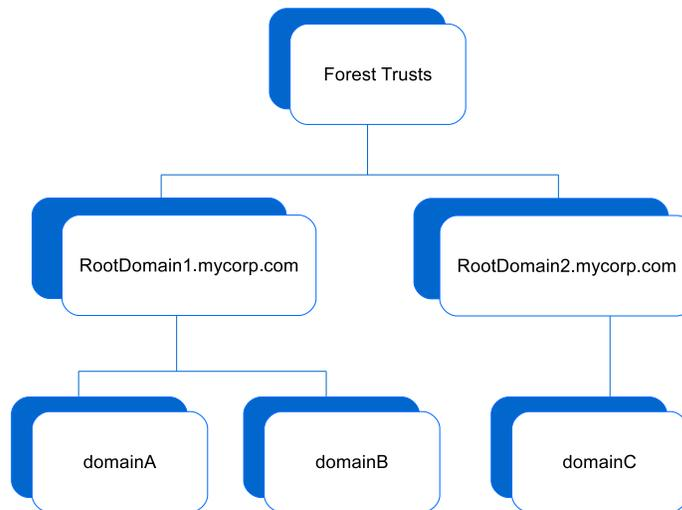 Forest Trusts
RootDomain1.mycorp.com
RootDomain2.mycorp.com
domainA
domainB
domainC